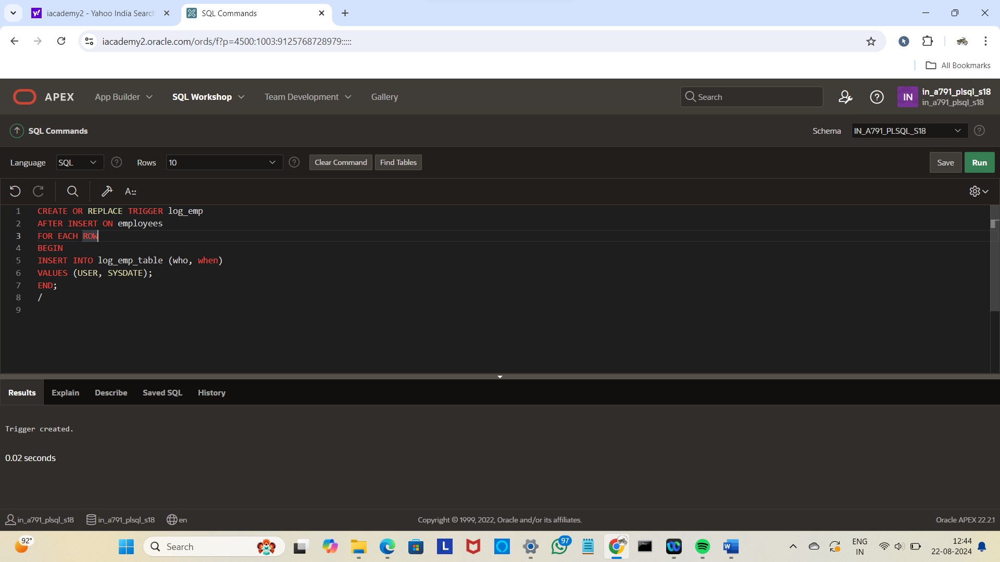 iacademy2 - Yahoo India Search
SQL Commands
iacademy2.oracle.com/ords/f?p=4500:1003:9125768728979:::::
All Bookmarks
APEX
App Builder
SQL Workshop
Team Development
Gallery
Search
IN
in_a791_plsql_s18
in_a791_plsql_s18
SQL Commands
Schema
IN_A791_PLSQL_S18
Language
SQL
Rows
10
Clear Command
Find Tables
Save
Run
A::
1 CREATE OR REPLACE TRIGGER log_emp
2 AFTER INSERT ON employees
3 FOR EACH ROW
4 BEGIN
5 INSERT INTO log_emp_table (who, when)
6 VALUES (USER, SYSDATE);
7 END;
8 /
9
Results
Explain
Describe
Saved SQL
History
Trigger created.
0.02 seconds
in_a791_plsql_s18
in_a791_plsql_s18
en
Copyright © 1999, 2022, Oracle and/or its affiliates.
Oracle APEX 22.2.1
92°
Search
L
97
W
ENG
IN
12:44
22-08-2024